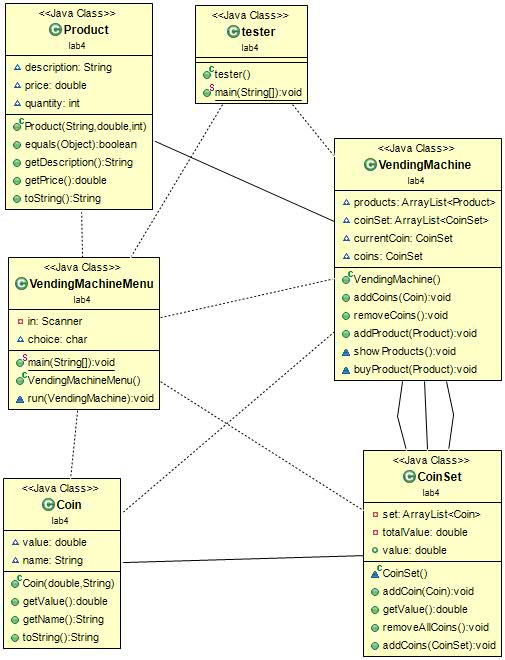 <<Java Class>>
Product
lab4
description: String
price: double
quantity: int
Product(String,double,int)
equals(Object):boolean
getDescription():String
getPrice():double
toString():String
<<Java Class>>
tester
lab4
tester()
main(String[]):void
<<Java Class>>
VendingMachine
lab4
products: ArrayList<Product>
coinSet: ArrayList<CoinSet>
currentCoin: CoinSet
coins: CoinSet
VendingMachine()
addCoins(Coin):void
removeCoins():void
addProduct(Product):void
showProducts():void
buyProduct(Product):void
<<Java Class>>
VendingMachineMenu
lab4
in: Scanner
choice: char
main(String[]):void
VendingMachineMenu()
run(VendingMachine):void
<<Java Class>>
Coin
lab4
value: double
name: String
Coin(double,String)
getValue():double
getName():String
toString():String
<<Java Class>>
CoinSet
lab4
set: ArrayList<Coin>
totalValue: double
value: double
CoinSet()
addCoin(Coin):void
getValue():double
removeAllCoins():void
addCoins(CoinSet):void